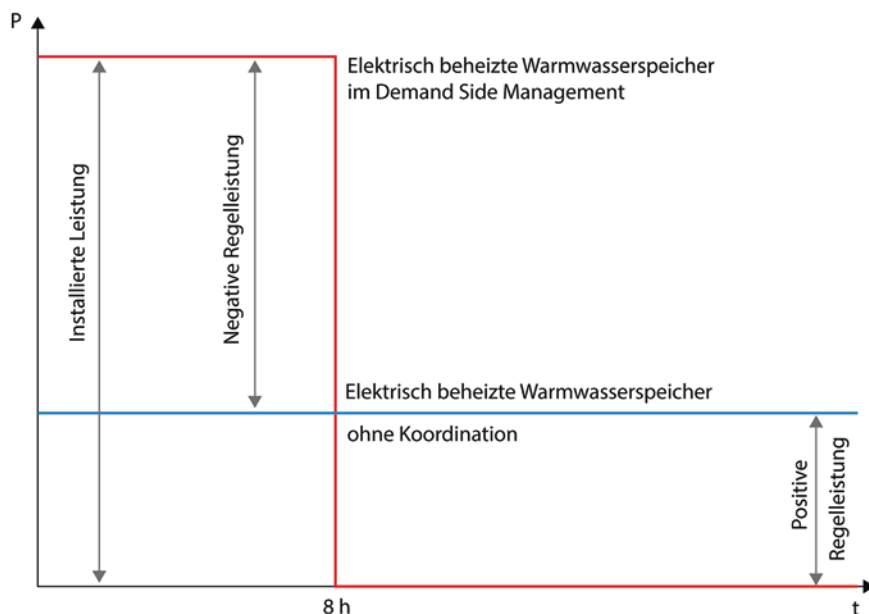 P
Elektrisch beheizte Warmwasserspeicher
im Demand Side Management
Installierte Leistung
Negative Regelleistung
Elektrisch beheizte Warmwasserspeicher
ohne Koordination
Positive
Regelleistung
8 h
t